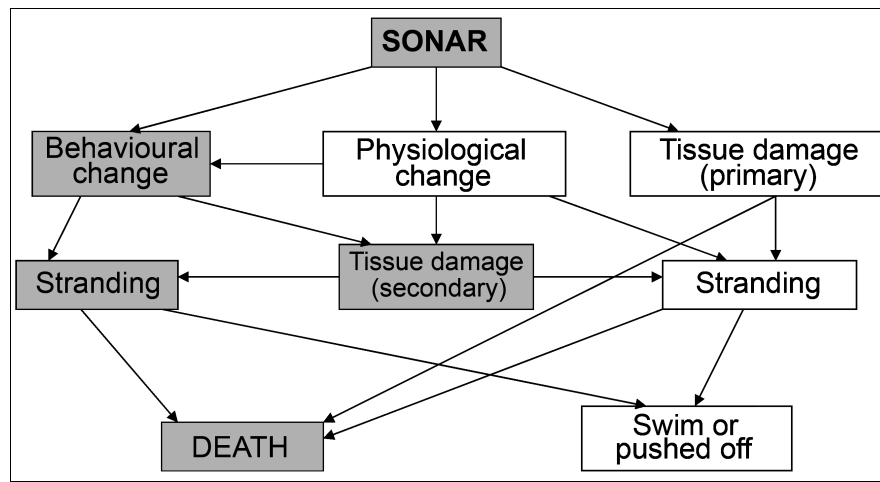 SONAR
Behavioural
change
Physiological
change
Tissue damage
(primary)
Stranding
Tissue damage
(secondary)
Stranding
DEATH
Swim or
pushed off